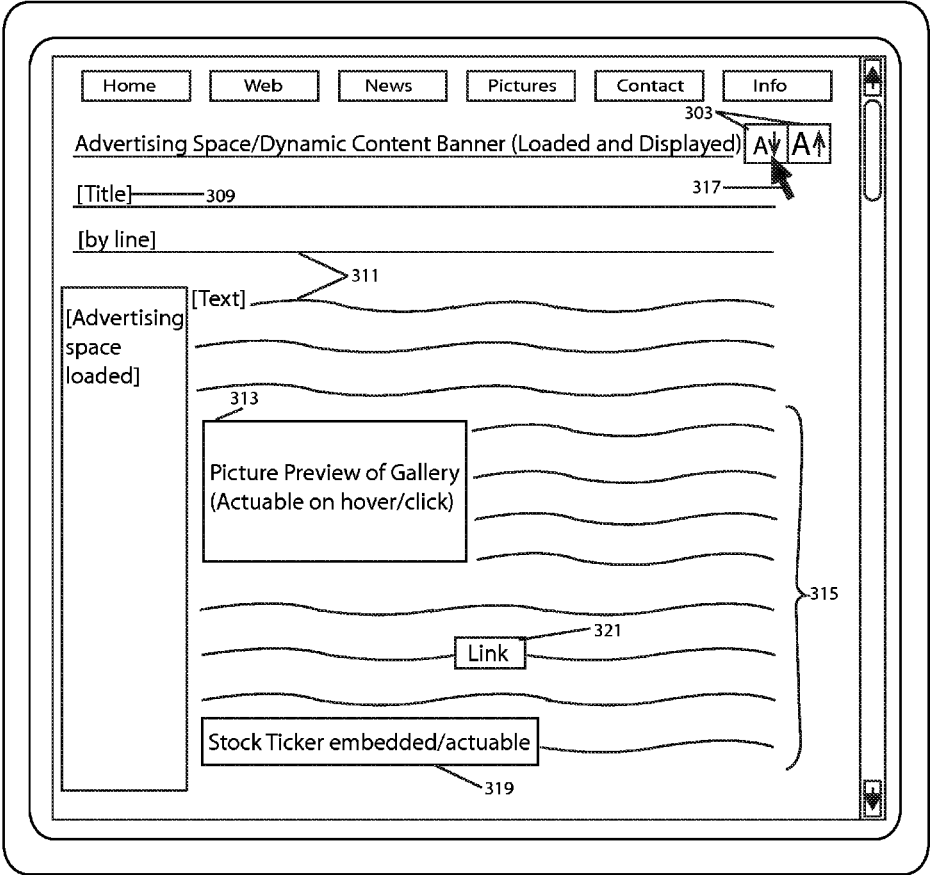 Home Web News Pictures Contact Info
303
Advertising Space/Dynamic Content Banner (Loaded and Displayed) A A
317
[Title] 309
[by line]
311
[Text]
[Advertising
space
loaded]
313
Picture Preview of Gallery
(Actuable on hover/click)
315
321
Link
Stock Ticker embedded/actuable
319